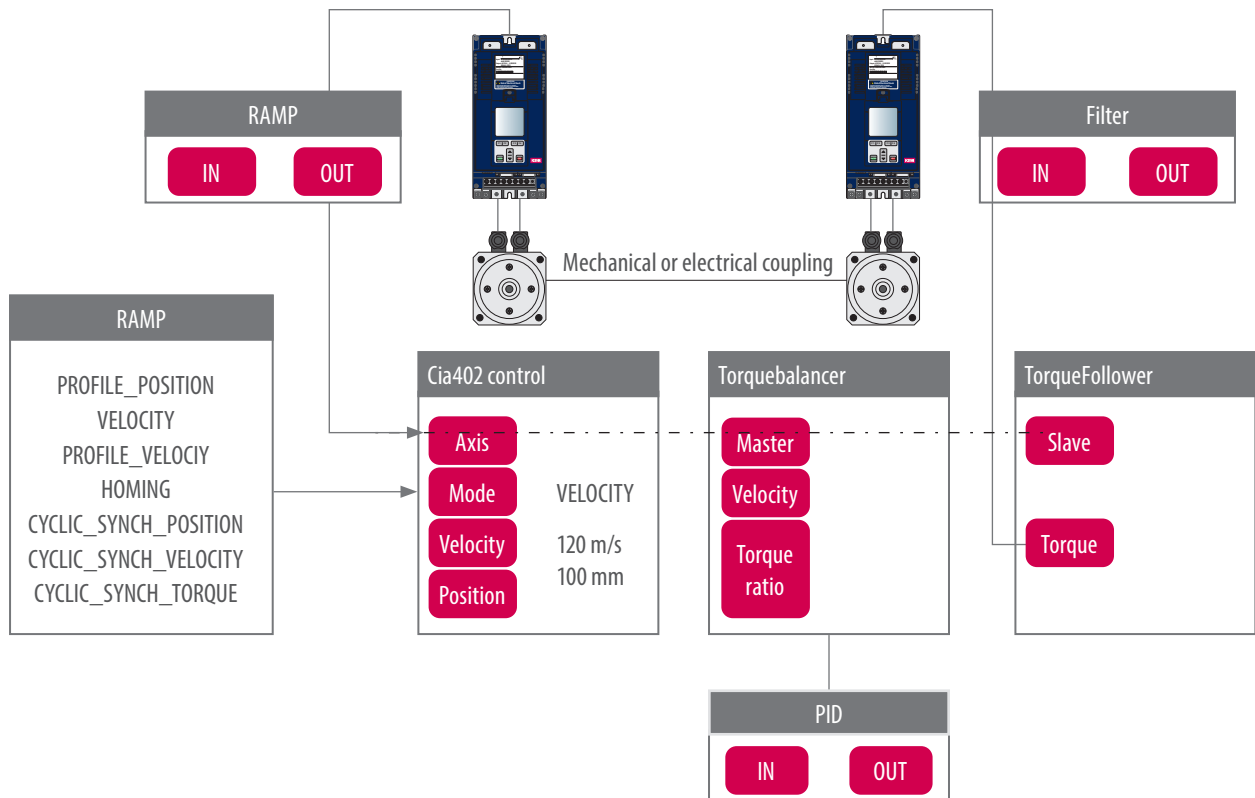 RAMP
IN
OUT
Filter
IN
OUT
Mechanical or electrical coupling
RAMP
PROFILE_POSITION
VELOCITY
PROFILE_VELOCIY
HOMING
CYCLIC_SYNCH_POSITION
CYCLIC_SYNCH_VELOCITY
CYCLIC_SYNCH_TORQUE
Cia402 control
Axis
Mode
VELOCITY
Velocity
120 m/s
100 mm
Position
Torquebalancer
Master
Velocity
Torque
ratio
TorqueFollower
Slave
Torque
PID
IN
OUT